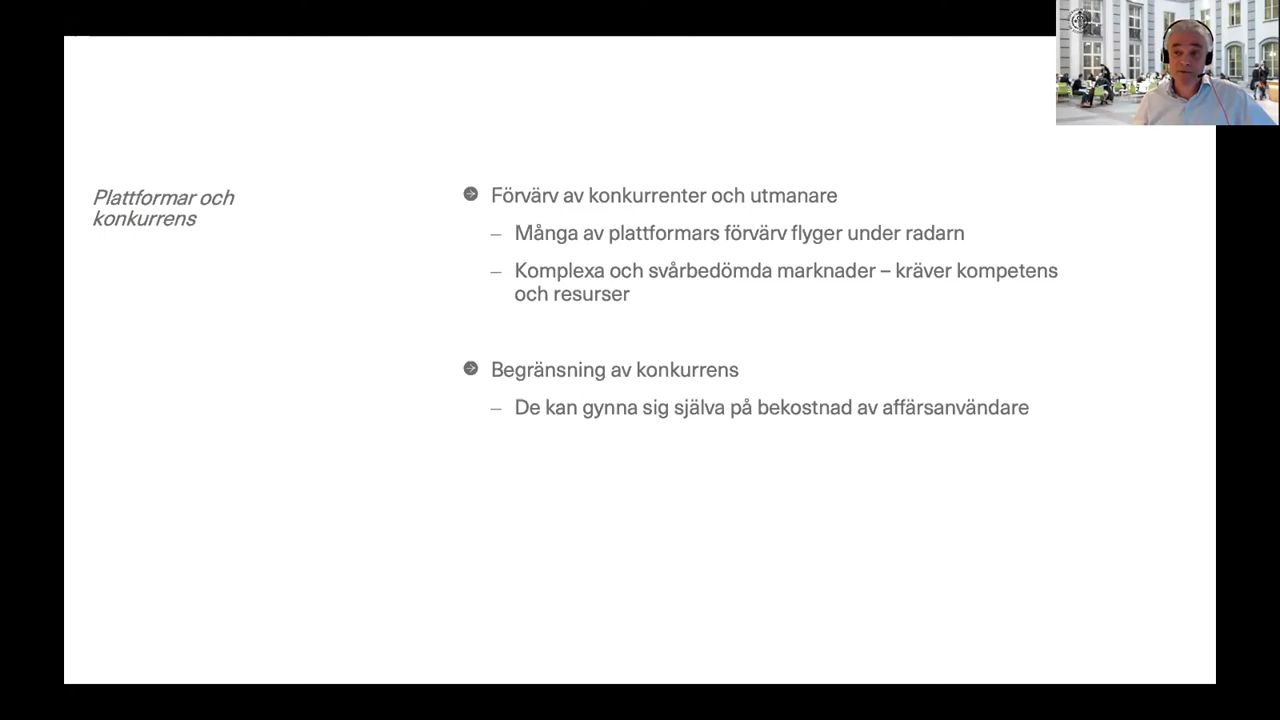 Plattformar och
konkurrens
Förvärv av konkurrenter och utmanare
– Många av plattformars förvärv flyger under radarn
– Komplexa och svårbedömda marknader – kräver kompetens
och resurser
Begränsning av konkurrens
– De kan gynna sig själva på bekostnad av affärsanvändare